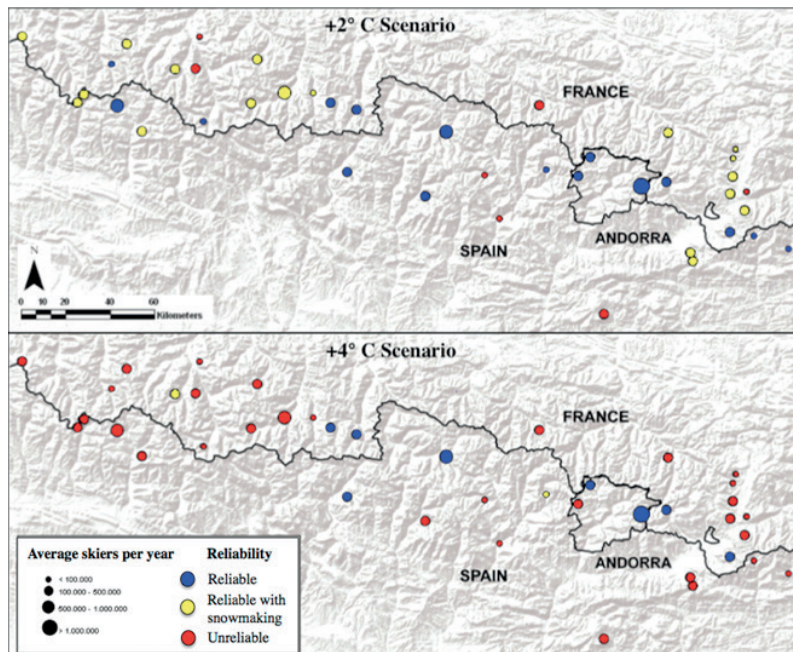 +2° C Scenario
FRANCE
SPAIN
ANDORRA
N
0 10 20 40 60
Kilometers
+4° C Scenario
FRANCE
SPAIN
ANDORRA
Average skiers per year
< 100.000
100.000 - 500.000
500.000 - 1.000.000
> 1.000.000
Reliability
Reliable
Reliable with
snowmaking
Unreliable